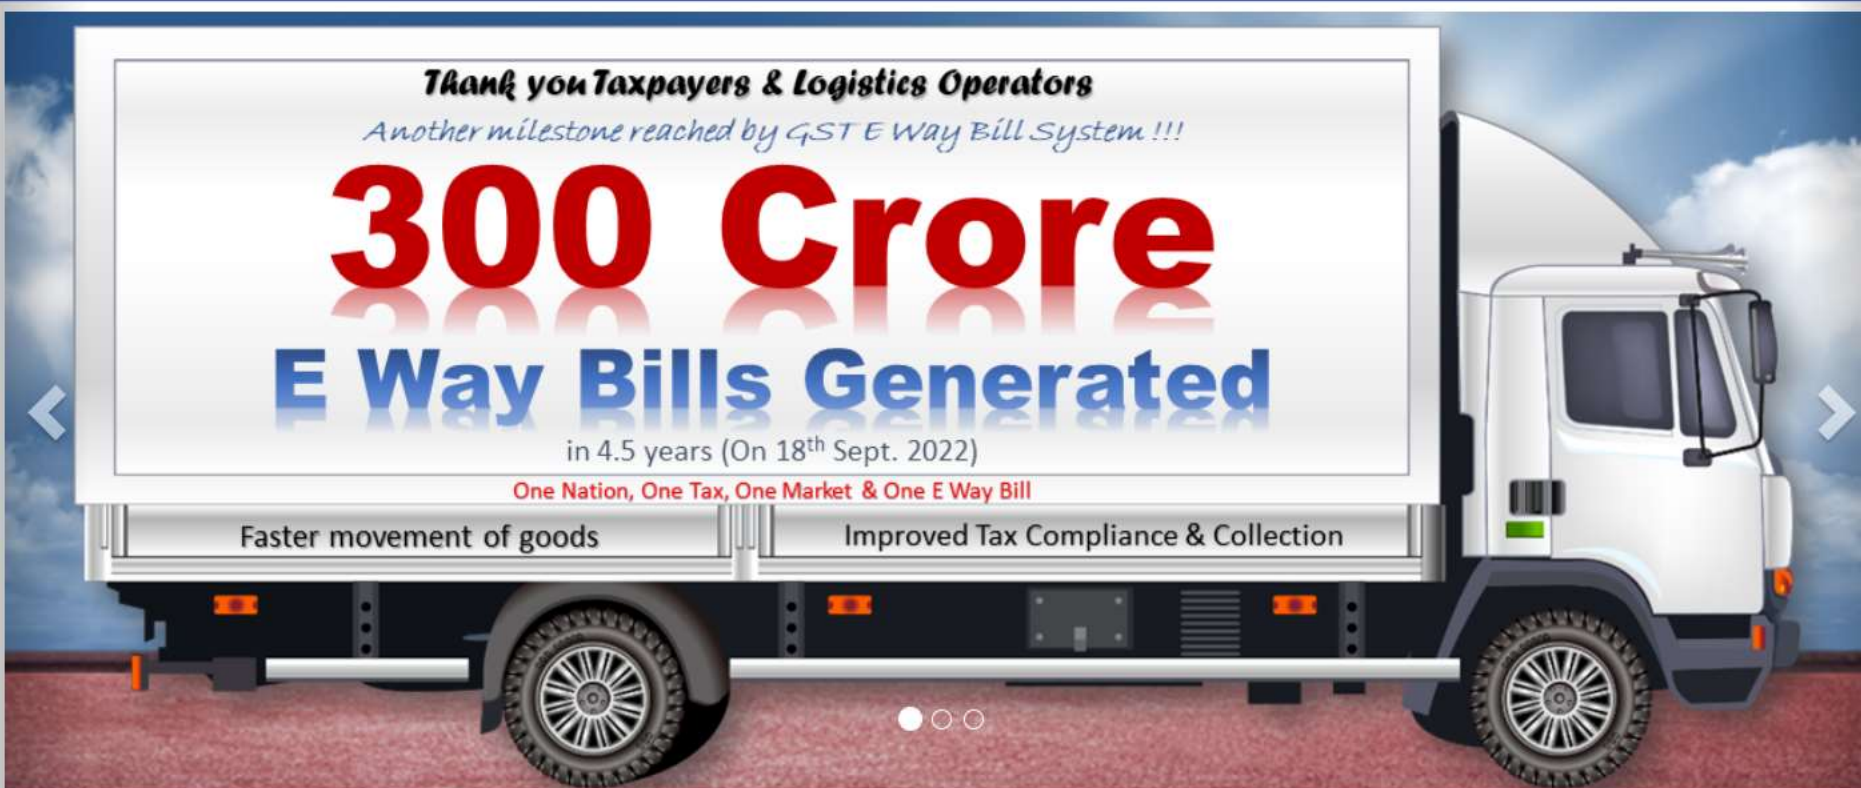 Thank you Taxpayers & Logistics Operators
Another milestone reached by GST E Way Bill System !!!
300 Crore
E Way Bills Generated
in 4.5 years (On 18th Sept. 2022)
One Nation, One Tax, One Market & One E Way Bill
Faster movement of goods
Improved Tax Compliance & Collection